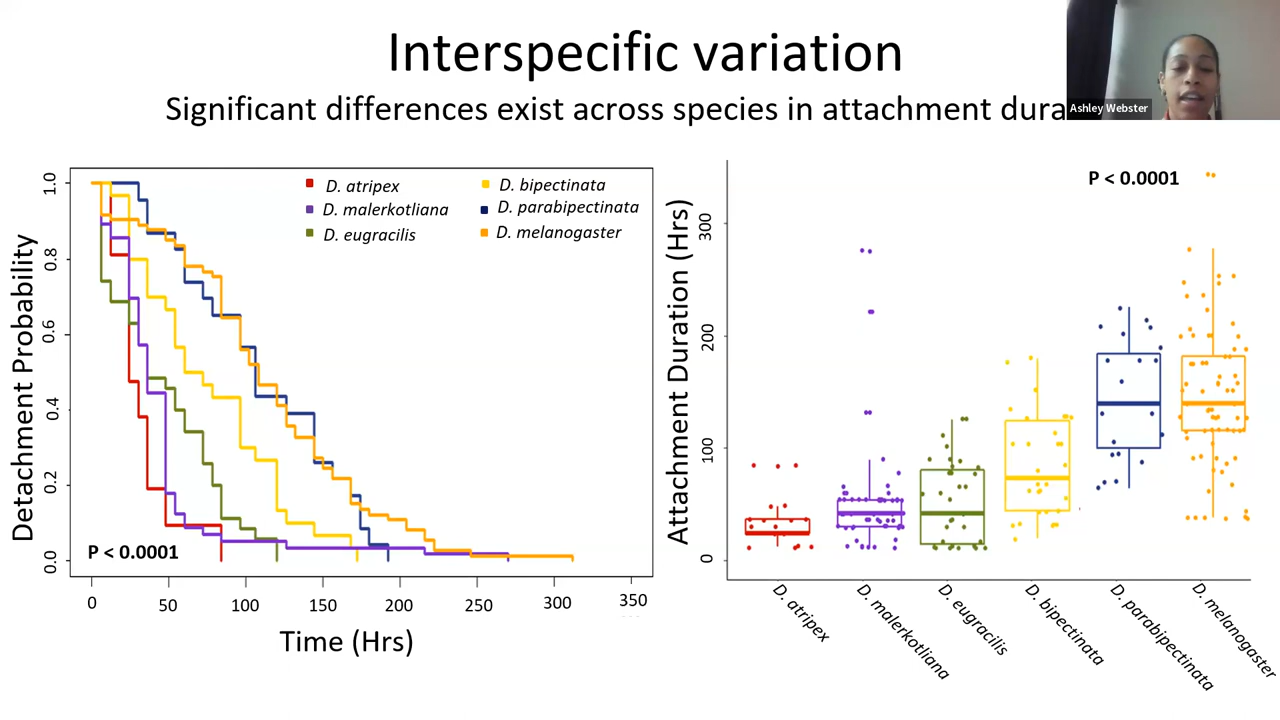 Interspecific variation
Significant differences exist across species in attachment dura
Ashley Webster
Detachment Probability
1.0
0.8
0.6
0.4
0.2
0.0
D. atripex
D. malerkotliana
D. eugracilis
D. bipectinata
D. parabipectinata
D. melanogaster
P < 0.0001
0
50
100
150
200
250
300
350
Time (Hrs)
Attachment Duration (Hrs)
300
200
100
0
P < 0.0001
D. atripex
D. malerkotliana
D. eugracilis
D. bipectinata
D. parabipectinata
D. melanogaster